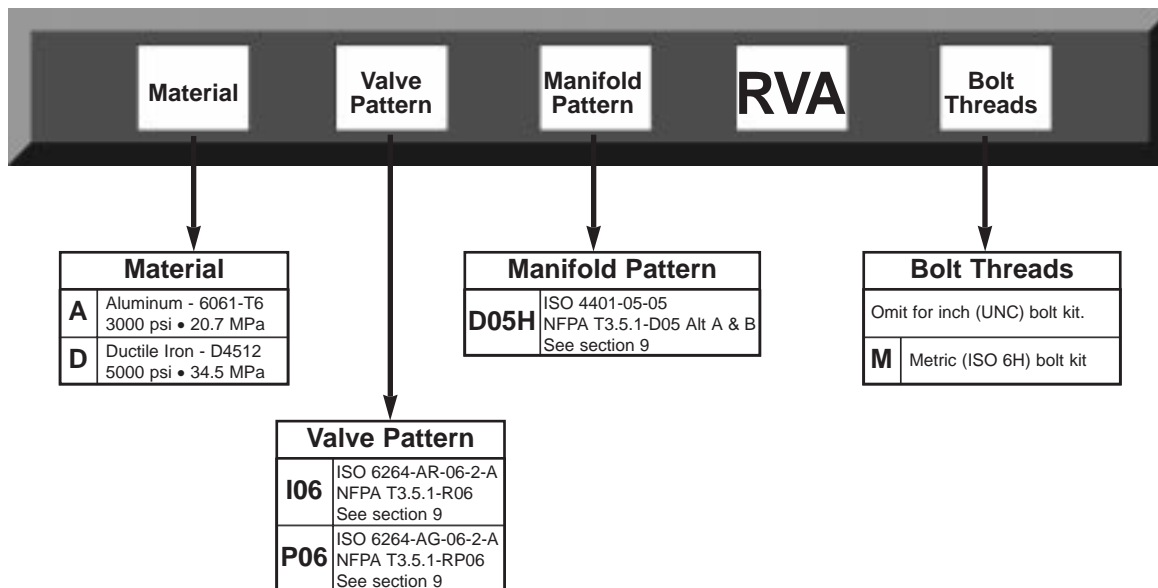 Material
Valve
Pattern
Manifold
Pattern
RVA
Bolt
Threads
Material
A
Aluminum - 6061-T6
3000 psi • 20.7 MPa
D
Ductile Iron - D4512
5000 psi • 34.5 MPa
Manifold Pattern
D05H
ISO 4401-05-05
NFPA T3.5.1-D05 Alt A & B
See section 9
Bolt Threads
Omit for inch (UNC) bolt kit.
M
Metric (ISO 6H) bolt kit
Valve Pattern
I06
ISO 6264-AR-06-2-A
NFPA T3.5.1-R06
See section 9
P06
ISO 6264-AG-06-2-A
NFPA T3.5.1-RP06
See section 9